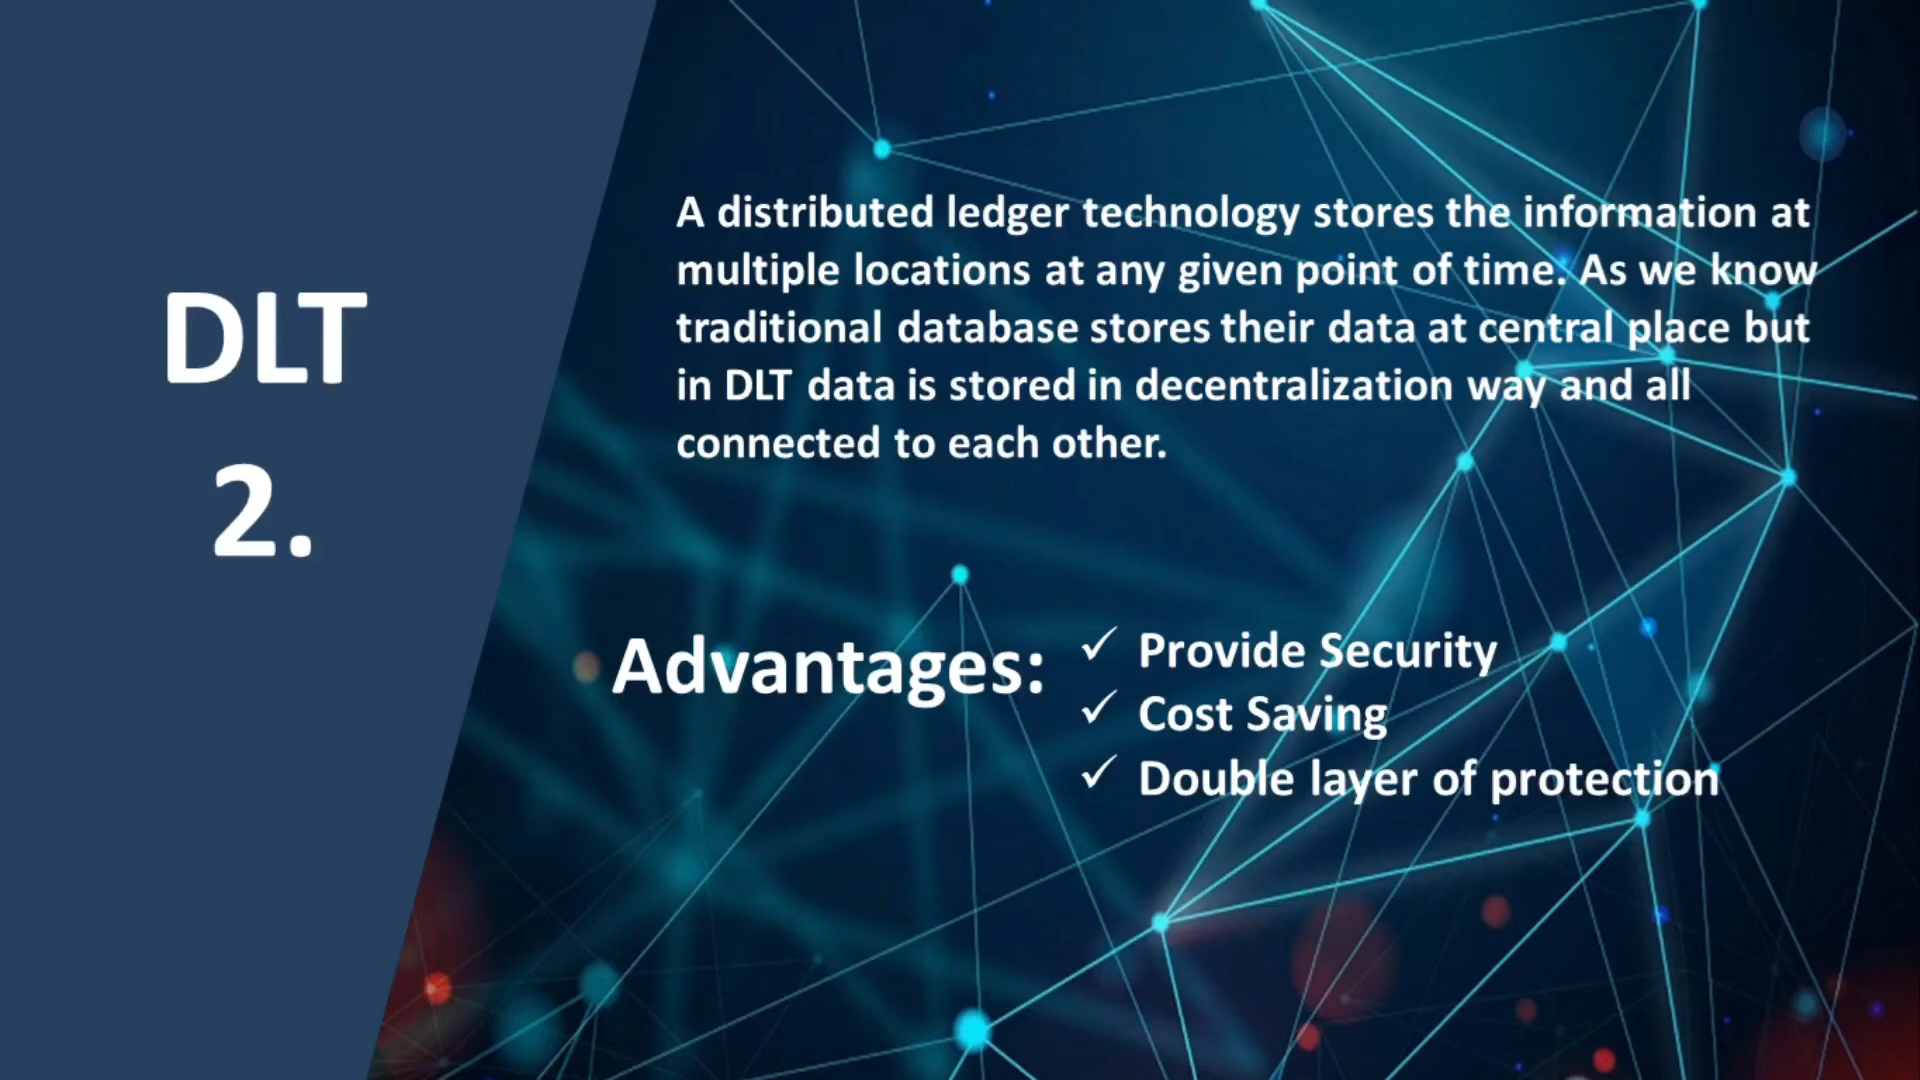 DLT
2.
A distributed ledger technology stores the information at
multiple locations at any given point of time. As we know
traditional database stores their data at central place but
in DLT data is stored in decentralization way and all
connected to each other.
Advantages:
✓ Provide Security
✓ Cost Saving
✓ Double layer of protection